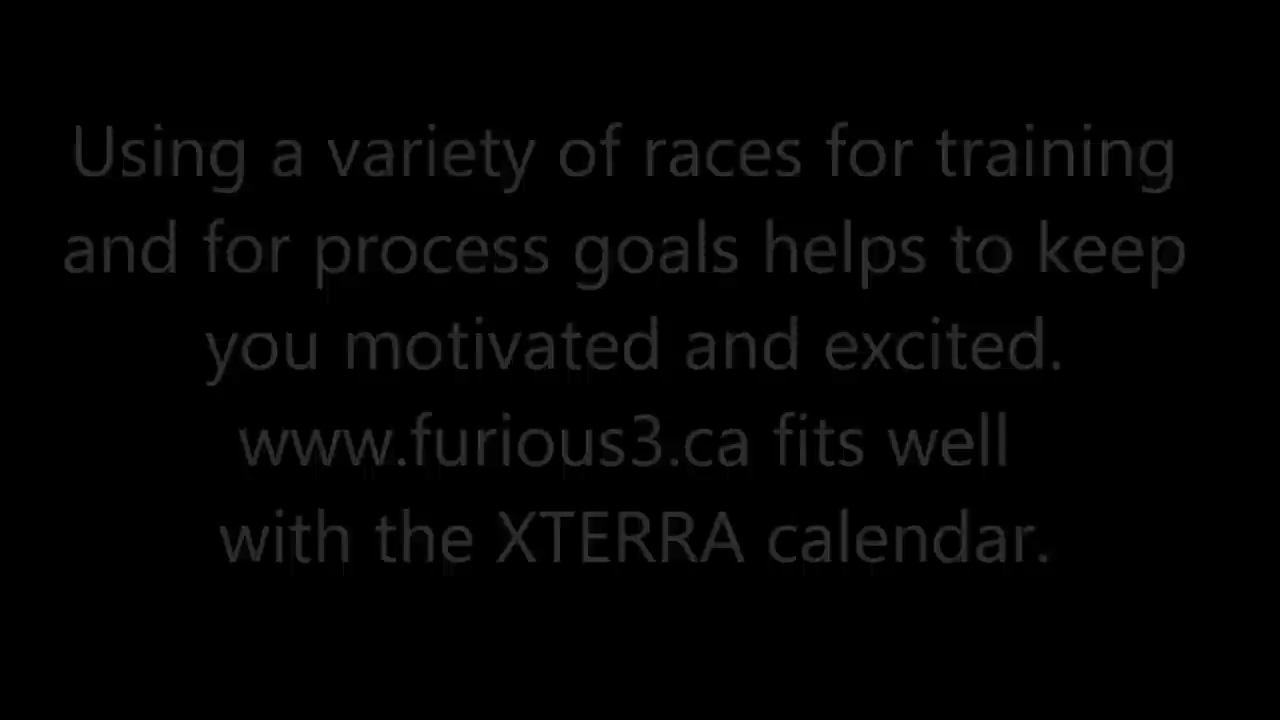 Using a variety of races for training
and for process goals helps to keep
you motivated and excited.
www.furious3.ca fits well
with the XTERRA calendar.